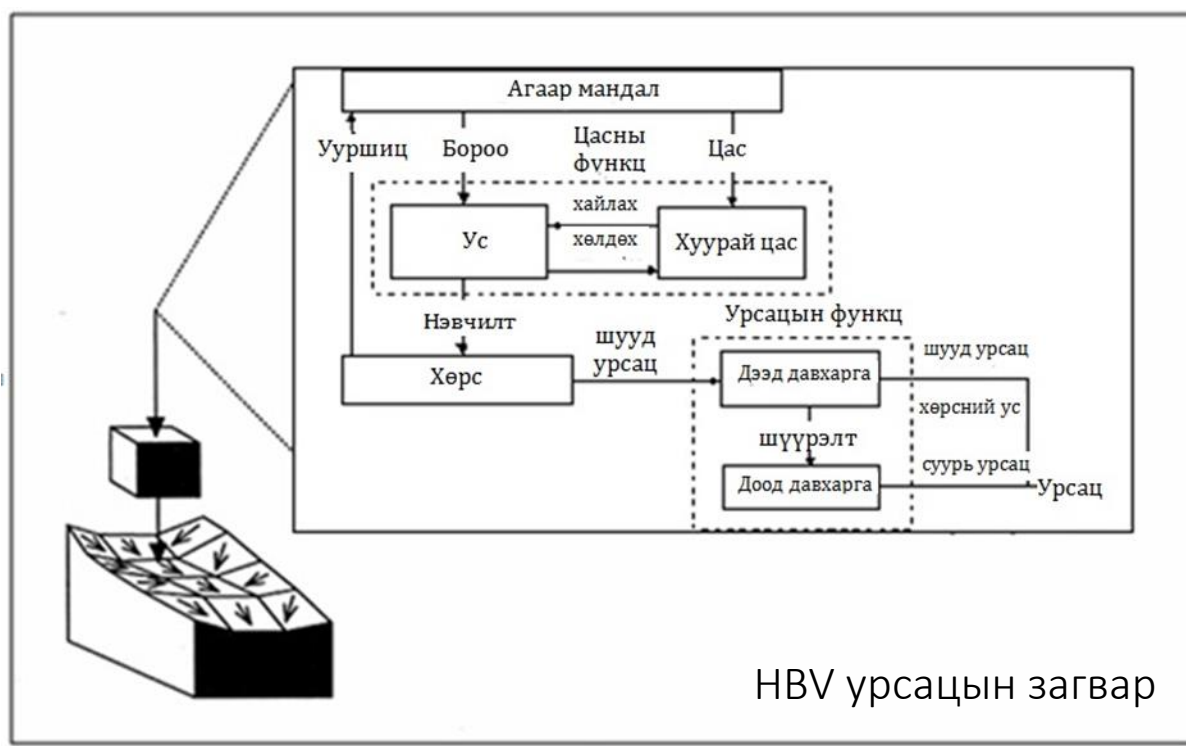 Агаар мандал
Ууршиц
Бороо
Цасны
функц
Цас
хайлах
Ус
хөлдөх
Хуурай цас
Нэвчилт
Урсацын функц
шууд
урсац
шууд урсац
Хөрс
Дээд давхарга
хөрсний ус
шүүрэлт
суурь урсац
Доод давхарга
Урсац
HBV урсацын загвар